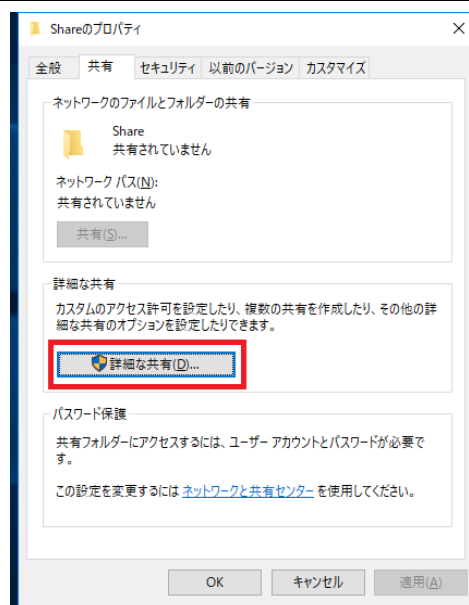 Shareのプロパティ
全般 共有 セキュリティ 以前のバージョン カスタマイズ
ネットワークのファイルとフォルダーの共有
Share
共有されていません
ネットワーク パス(N):
共有されていません
共有(S)...
詳細な共有
カスタムのアクセス許可を設定したり、複数の共有を作成したり、その他の詳
細な共有のオプションを設定したりできます。
詳細な共有(D)...
パスワード保護
共有フォルダーにアクセスするには、ユーザー アカウントとパスワードが必要で
す。
この設定を変更するには ネットワークと共有センター を使用してください。
OK キャンセル 適用(A)